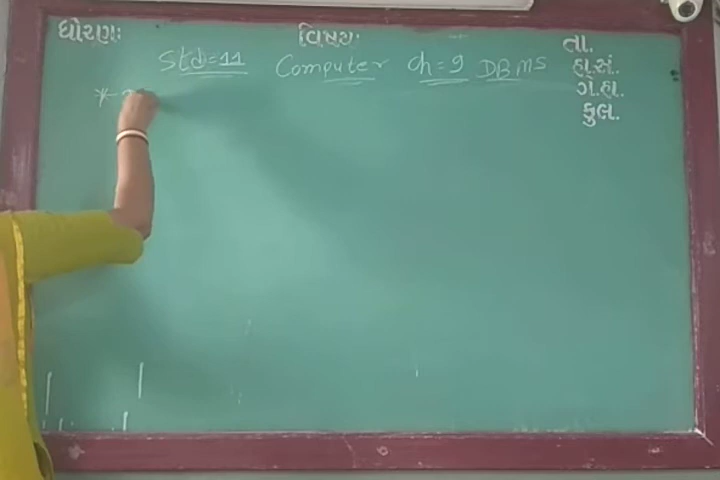 ધોરણઃ વિષયઃ તા.
Std=11 Computer ch=9 DBMS હા.સં.
ગે.હા.
કુલ.